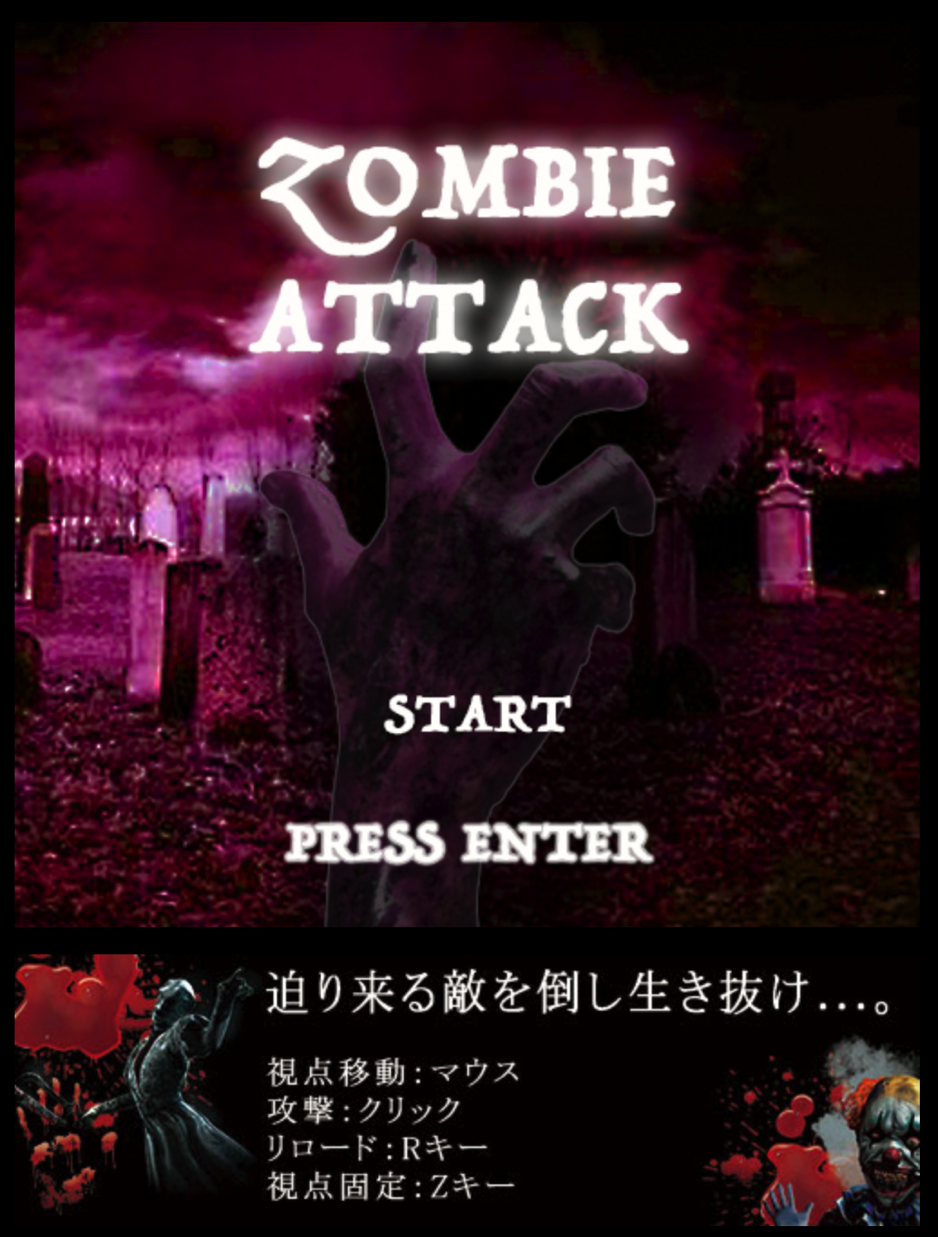 ZOMBIE
ATTACK
START
PRESS ENTER
迫り来る敵を倒し生き抜け...。
視点移動:マウス
攻撃:クリック
リロード:Rキー
視点固定:Zキー